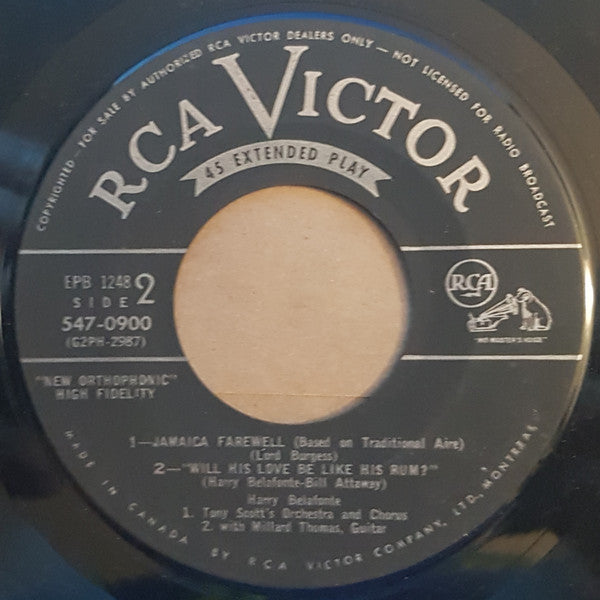 COPYRIGHTED - FOR SALE BY AUTHORIZED RCA VICTOR DEALERS ONLY - NOT LICENSED FOR RADIO BROADCAST
RCA VICTOR
45 EXTENDED PLAY
EPB 1248
SIDE 2
547-0900
(G2PH-2987)
RCA
"HIS MASTER'S VOICE"
"NEW ORTHOPHONIC"
HIGH FIDELITY
1—JAMAICA FAREWELL (Based on Traditional Aire)
(Lord Burgess)
2—"WILL HIS LOVE BE LIKE HIS RUM?"
(Harry Belafonte-Bill Attaway)
Harry Belafonte
1. Tony Scott's Orchestra and Chorus
2. with Millard Thomas, Guitar
MADE IN CANADA BY RCA VICTOR COMPANY, LTD., MONTREAL